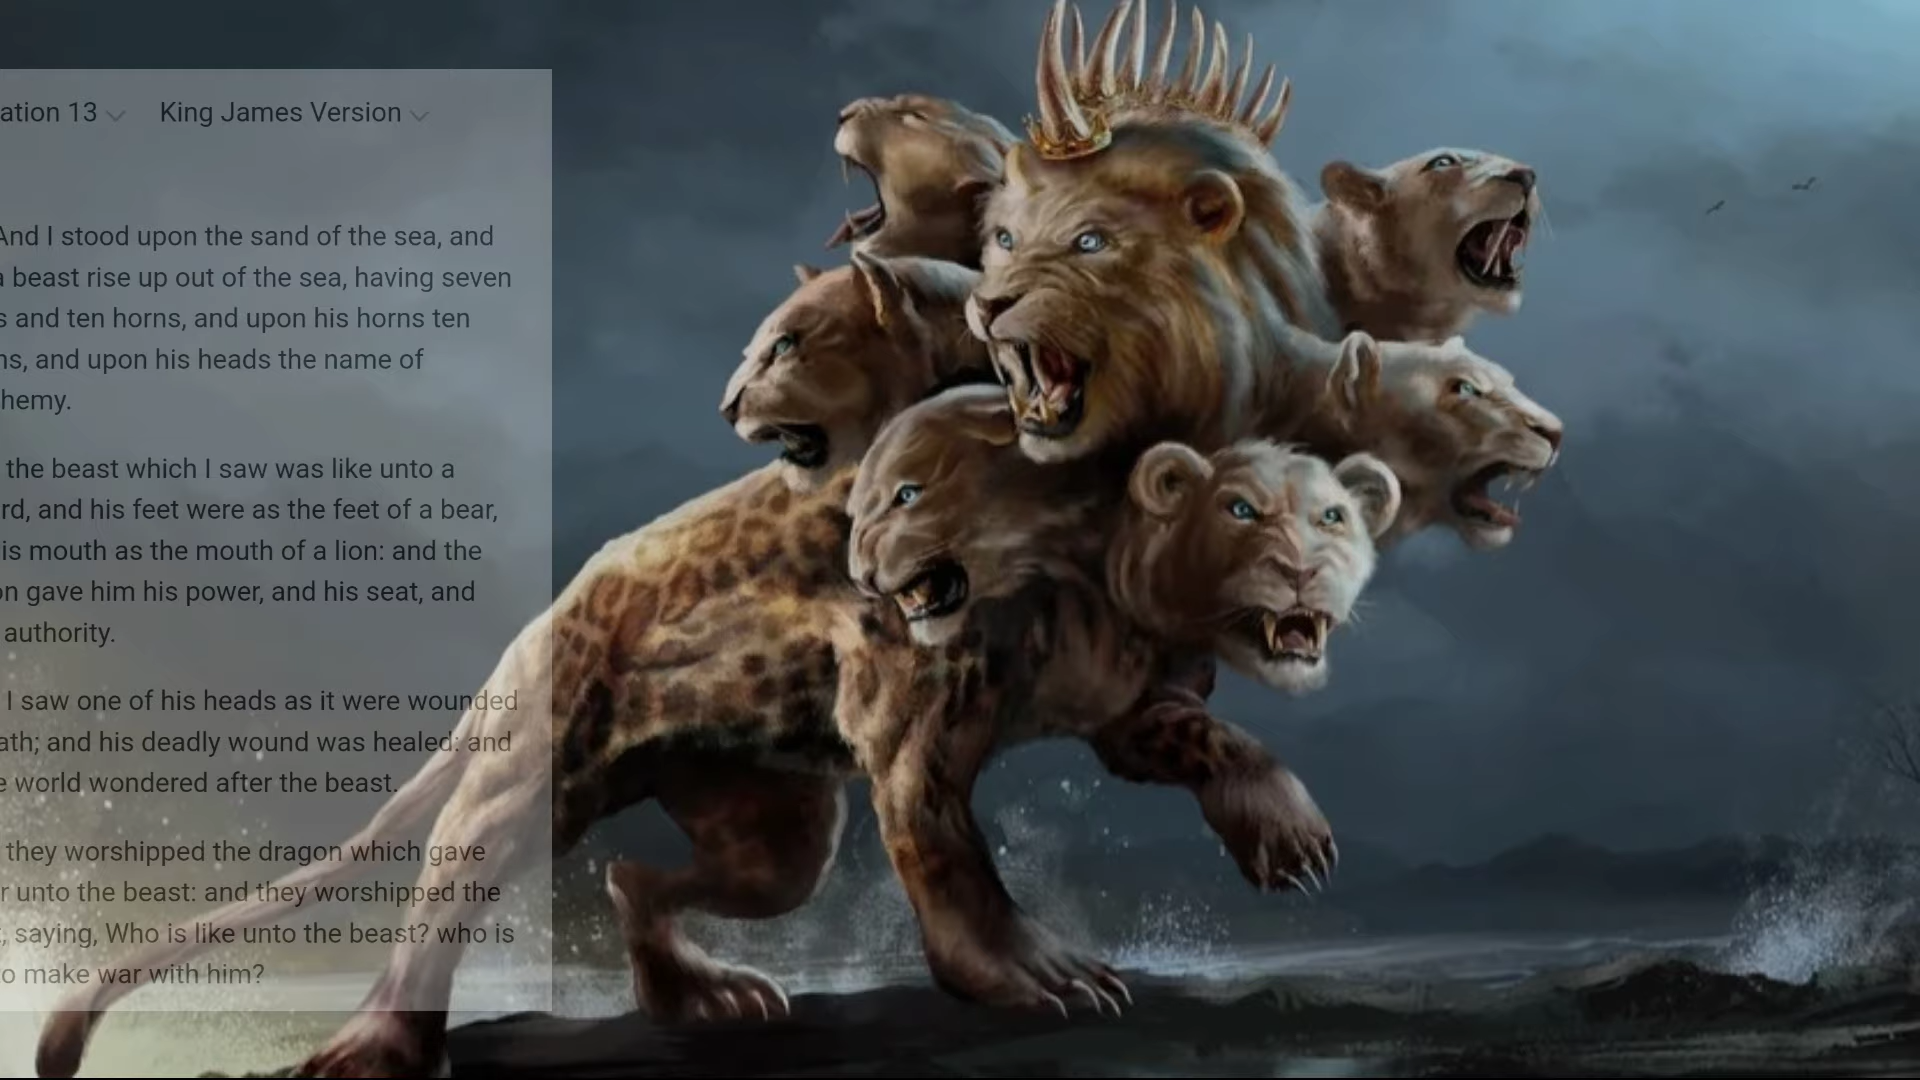 ation 13 King James Version
And I stood upon the sand of the sea, and
a beast rise up out of the sea, having seven
s and ten horns, and upon his horns ten
ns, and upon his heads the name of
hemy.
the beast which I saw was like unto a
rd, and his feet were as the feet of a bear,
is mouth as the mouth of a lion: and the
on gave him his power, and his seat, and
authority.
I saw one of his heads as it were wounded
ath; and his deadly wound was healed: and
e world wondered after the beast.
they worshipped the dragon which gave
r unto the beast: and they worshipped the
t, saying, Who is like unto the beast? who is
to make war with him?